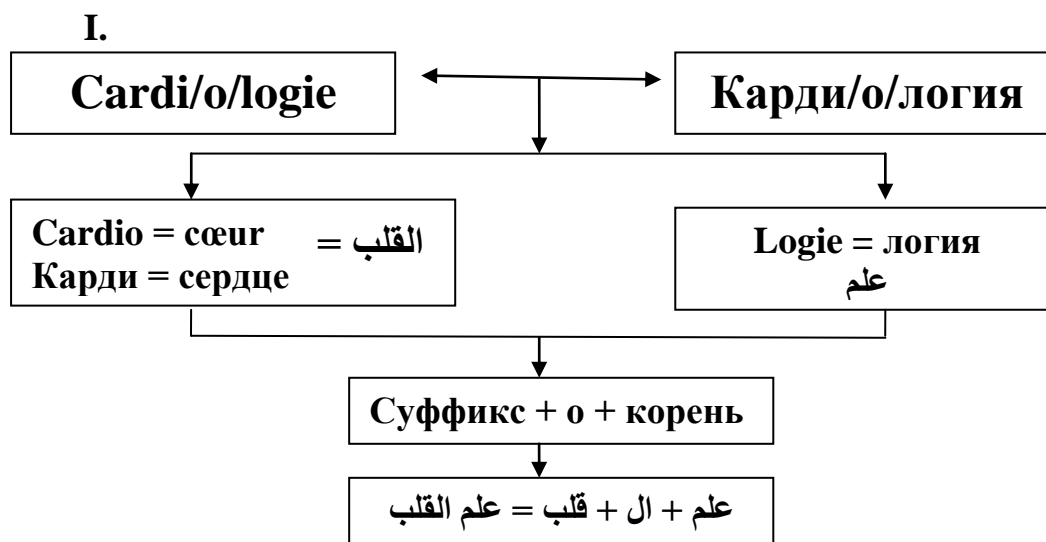 I.
Cardi/o/logie
Карди/о/логия
Cardio = cœur
Карди = сердце
= القلب
Logie = логия
علم
Суффикс + о + корень
علم + ال + قلب = علم القلب